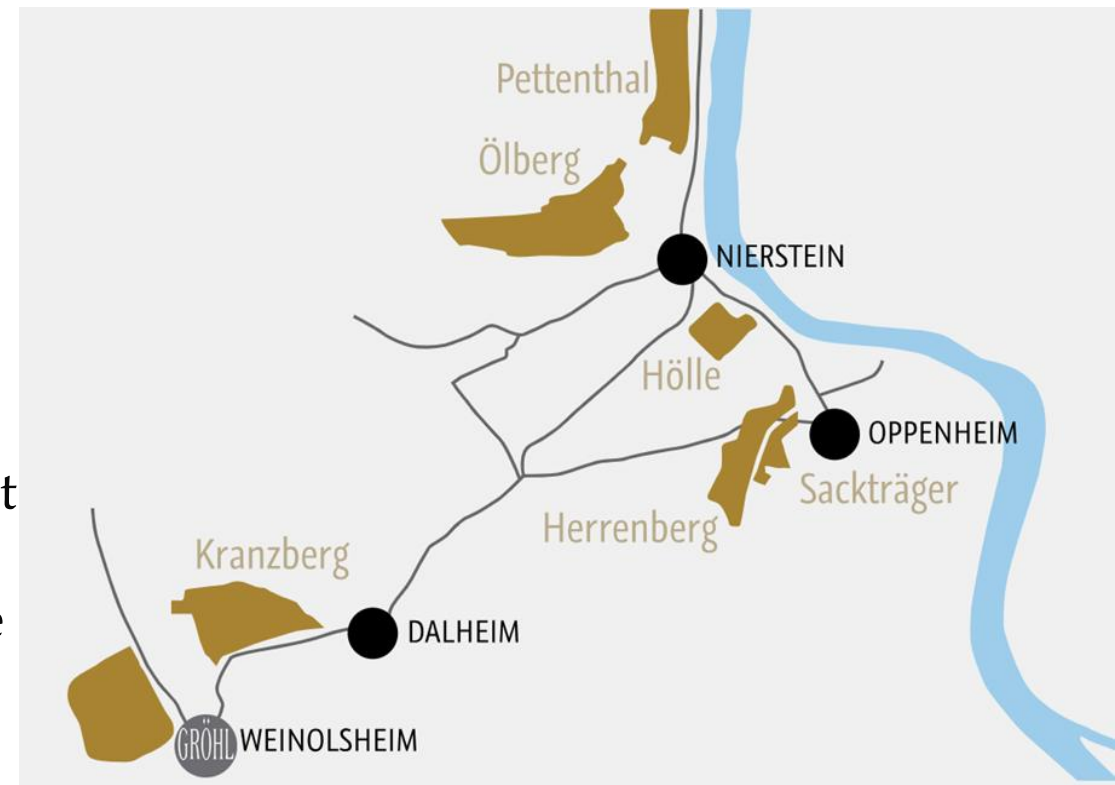 Pettenthal
Ölberg
NIERSTEIN
Hölle
OPPENHEIM
t
Sackträger
Herrenberg
Kranzberg
e
DALHEIM
GRÖHL WEINOLSHEIM